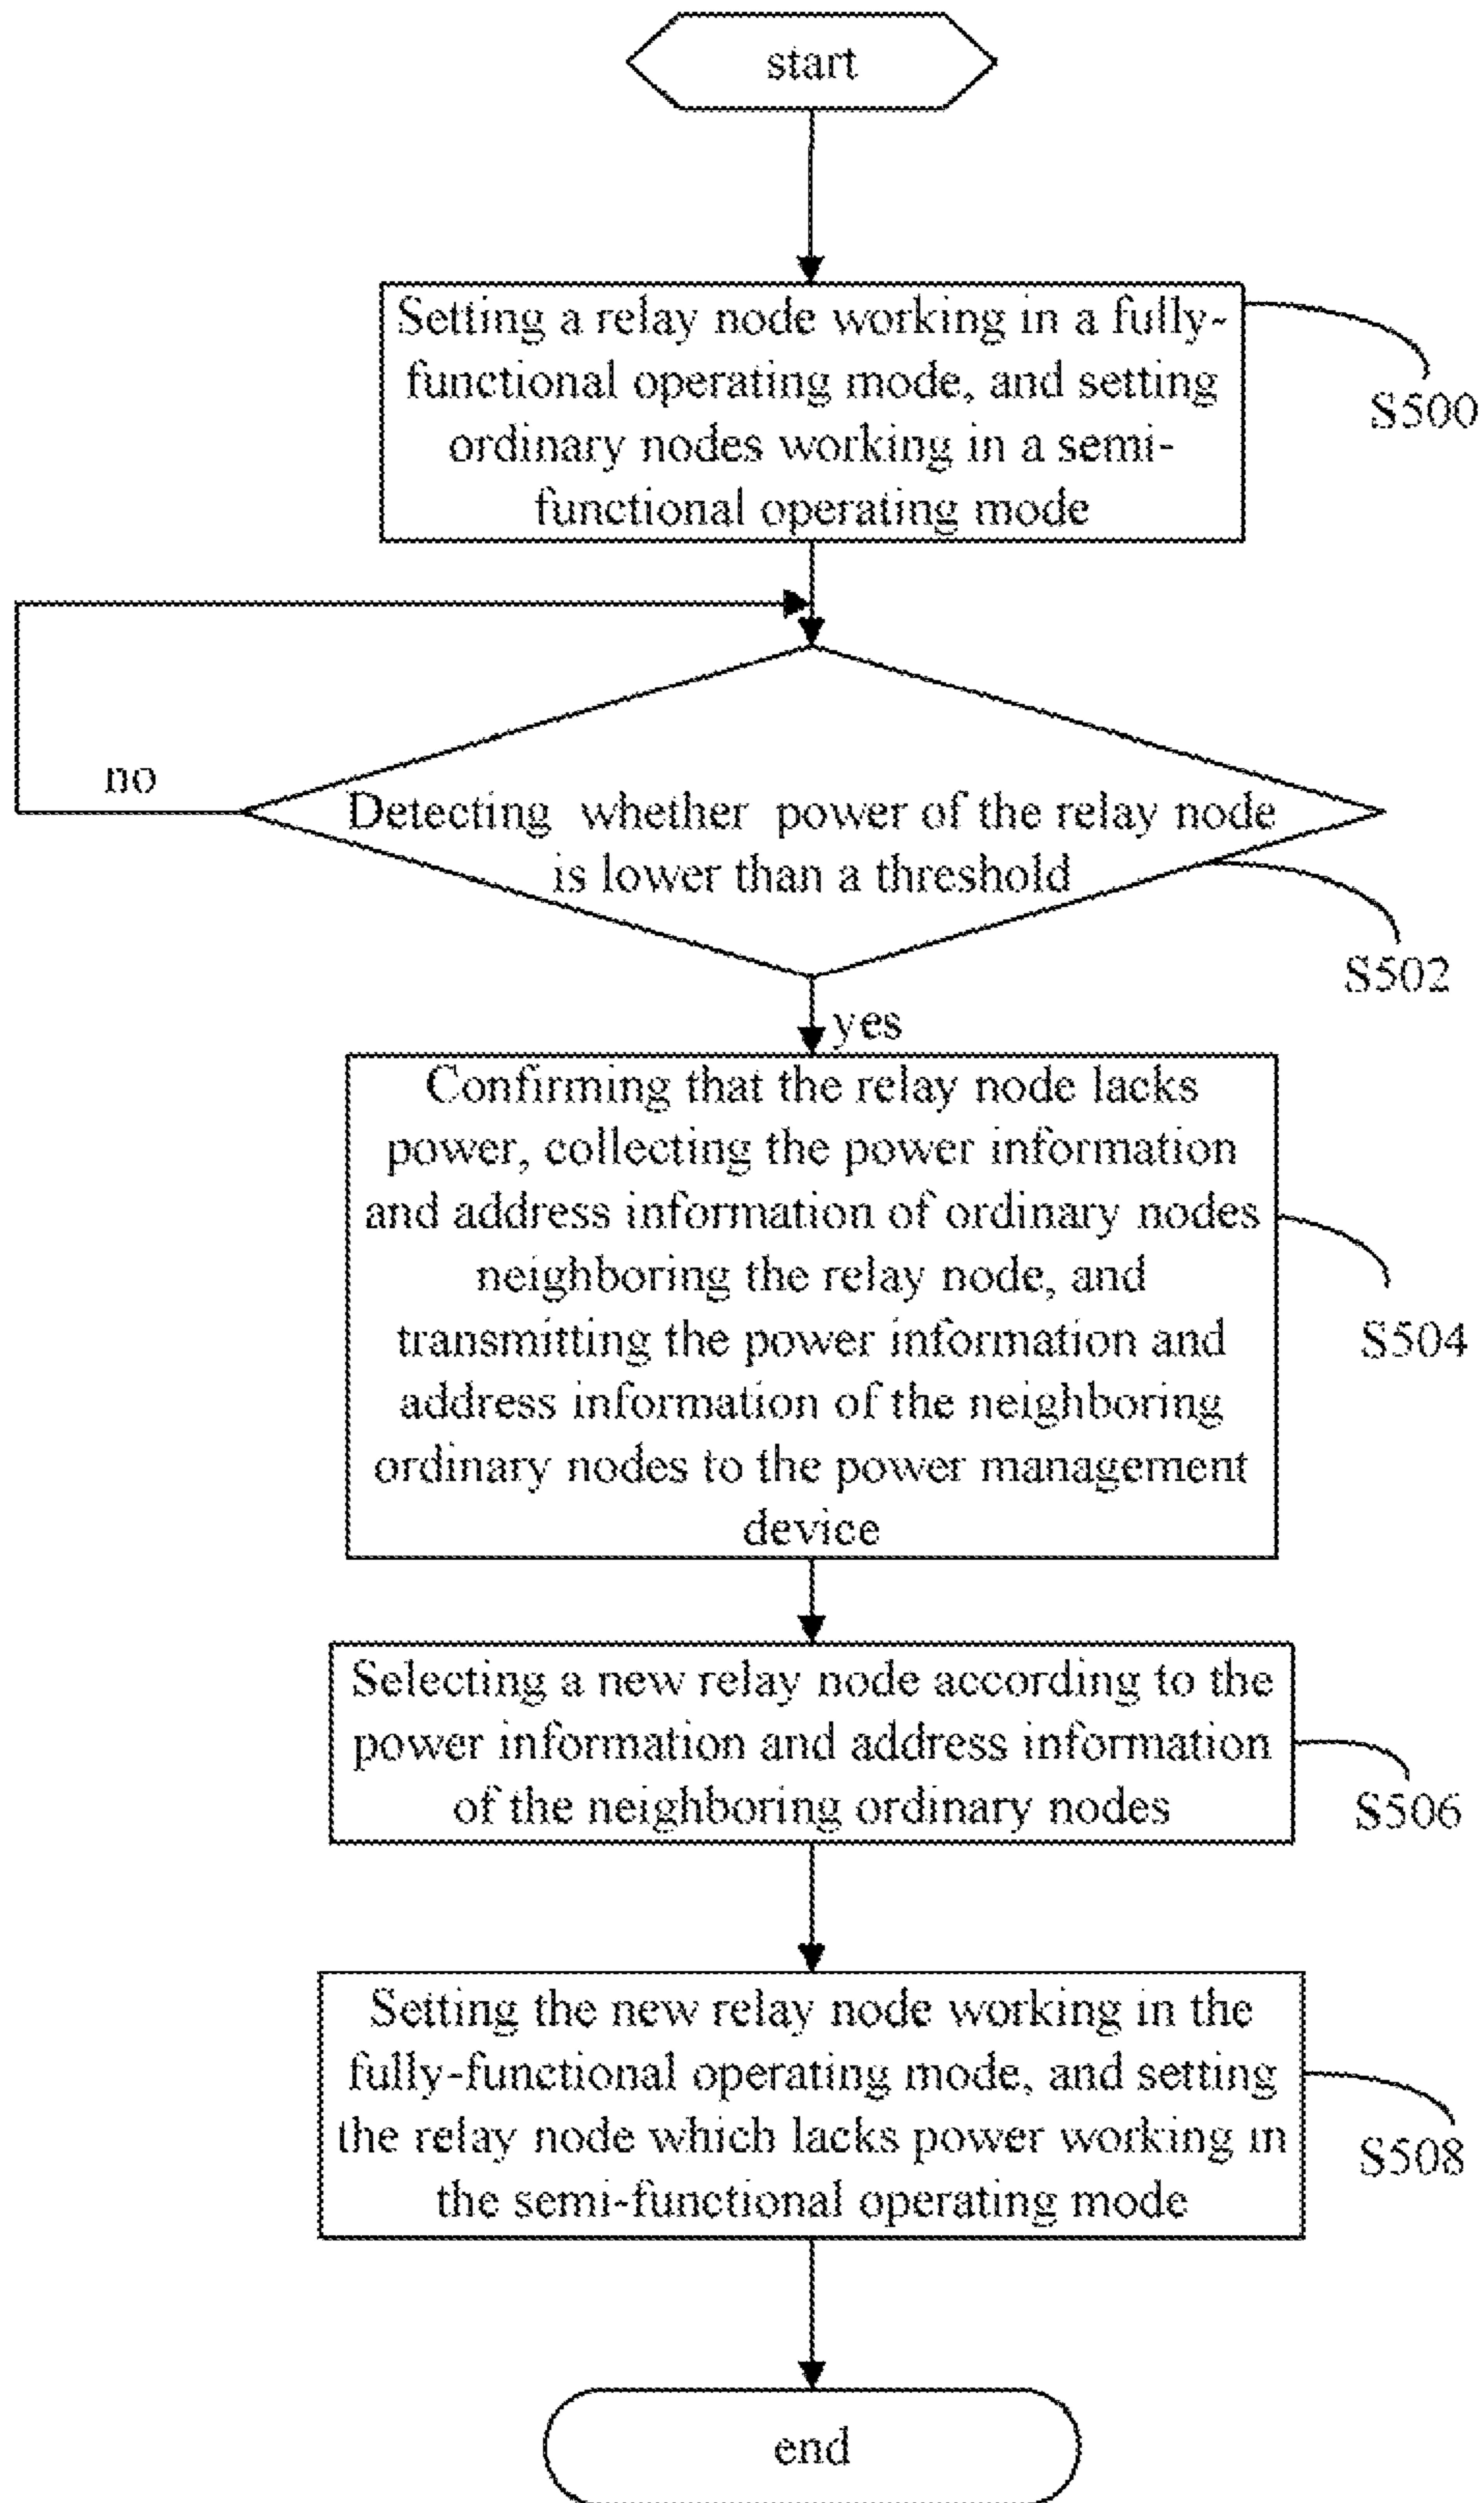 start
Setting a relay node working in a fully-
functional operating mode, and setting
ordinary nodes working in a semi-
functional operating mode
S500
no
Detecting whether power of the relay node
is lower than a threshold
S502
yes
Confirming that the relay node lacks
power, collecting the power information
and address information of ordinary nodes
neighboring the relay node, and
transmitting the power information and
address information of the neighboring
ordinary nodes to the power management
device
S504
Selecting a new relay node according to the
power information and address information
of the neighboring ordinary nodes
S506
Setting the new relay node working in the
fully-functional operating mode, and setting
the relay node which lacks power working in
the semi-functional operating mode
S508
end